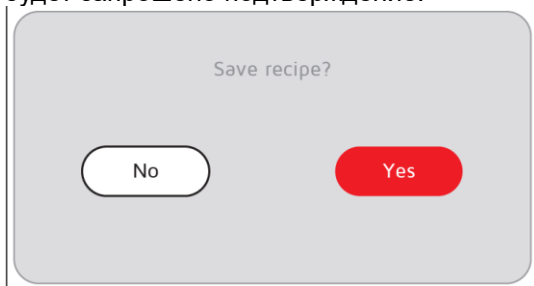 будет запрошено подтверждение.
Save recipe?
No
Yes